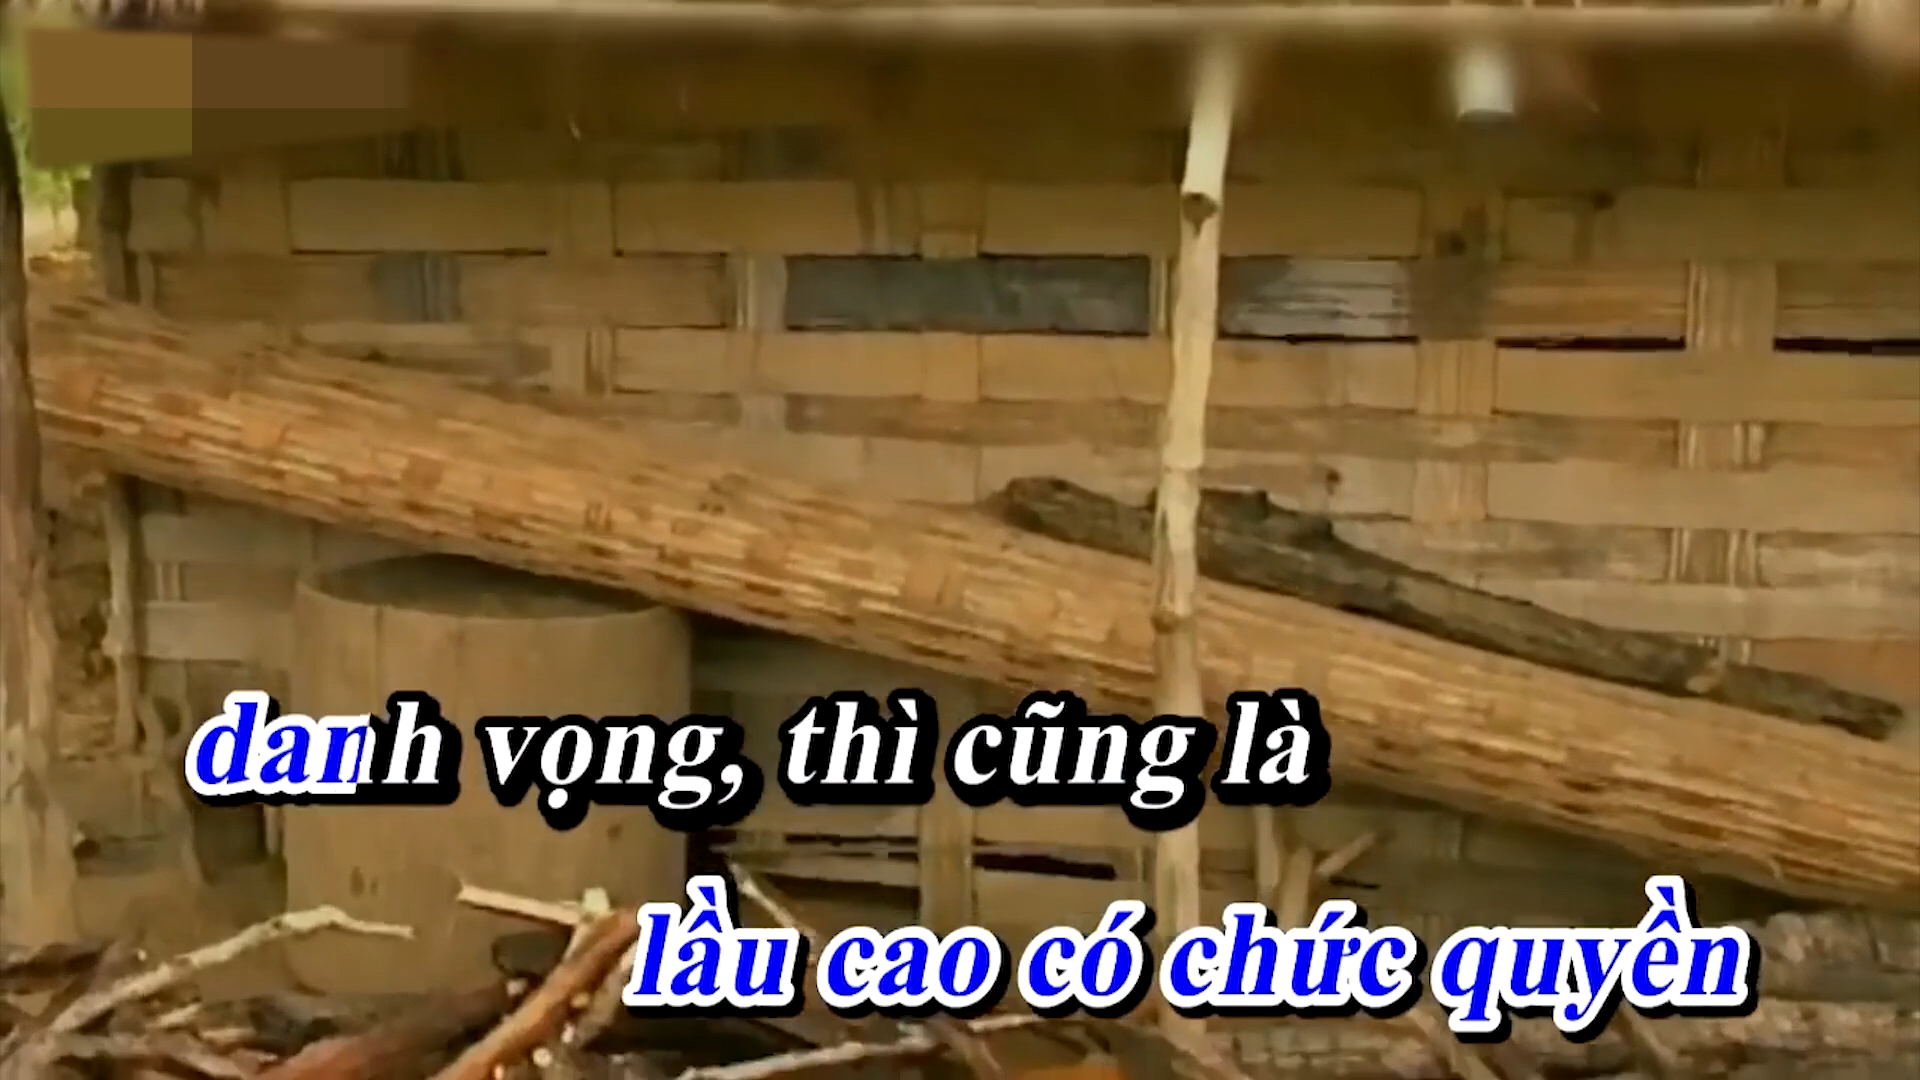 danh vọng, thì cũng là
lầu cao có chức quyền